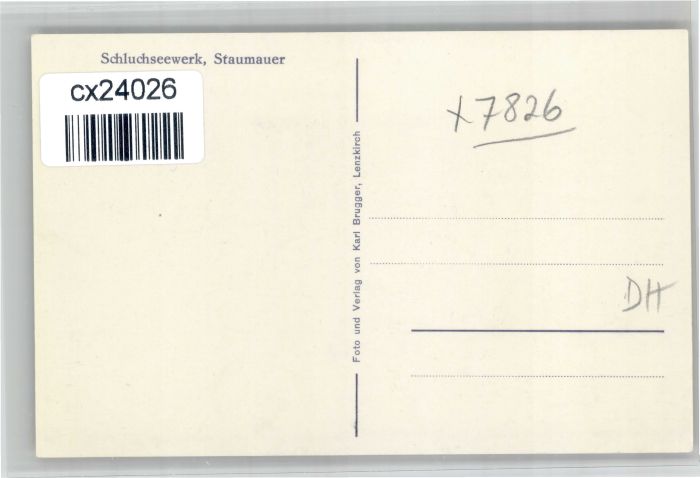 Schluchseewerk, Staumauer
cx24026
x7826
Foto und Verlag von Karl Brugger, Lenzkirch
DH